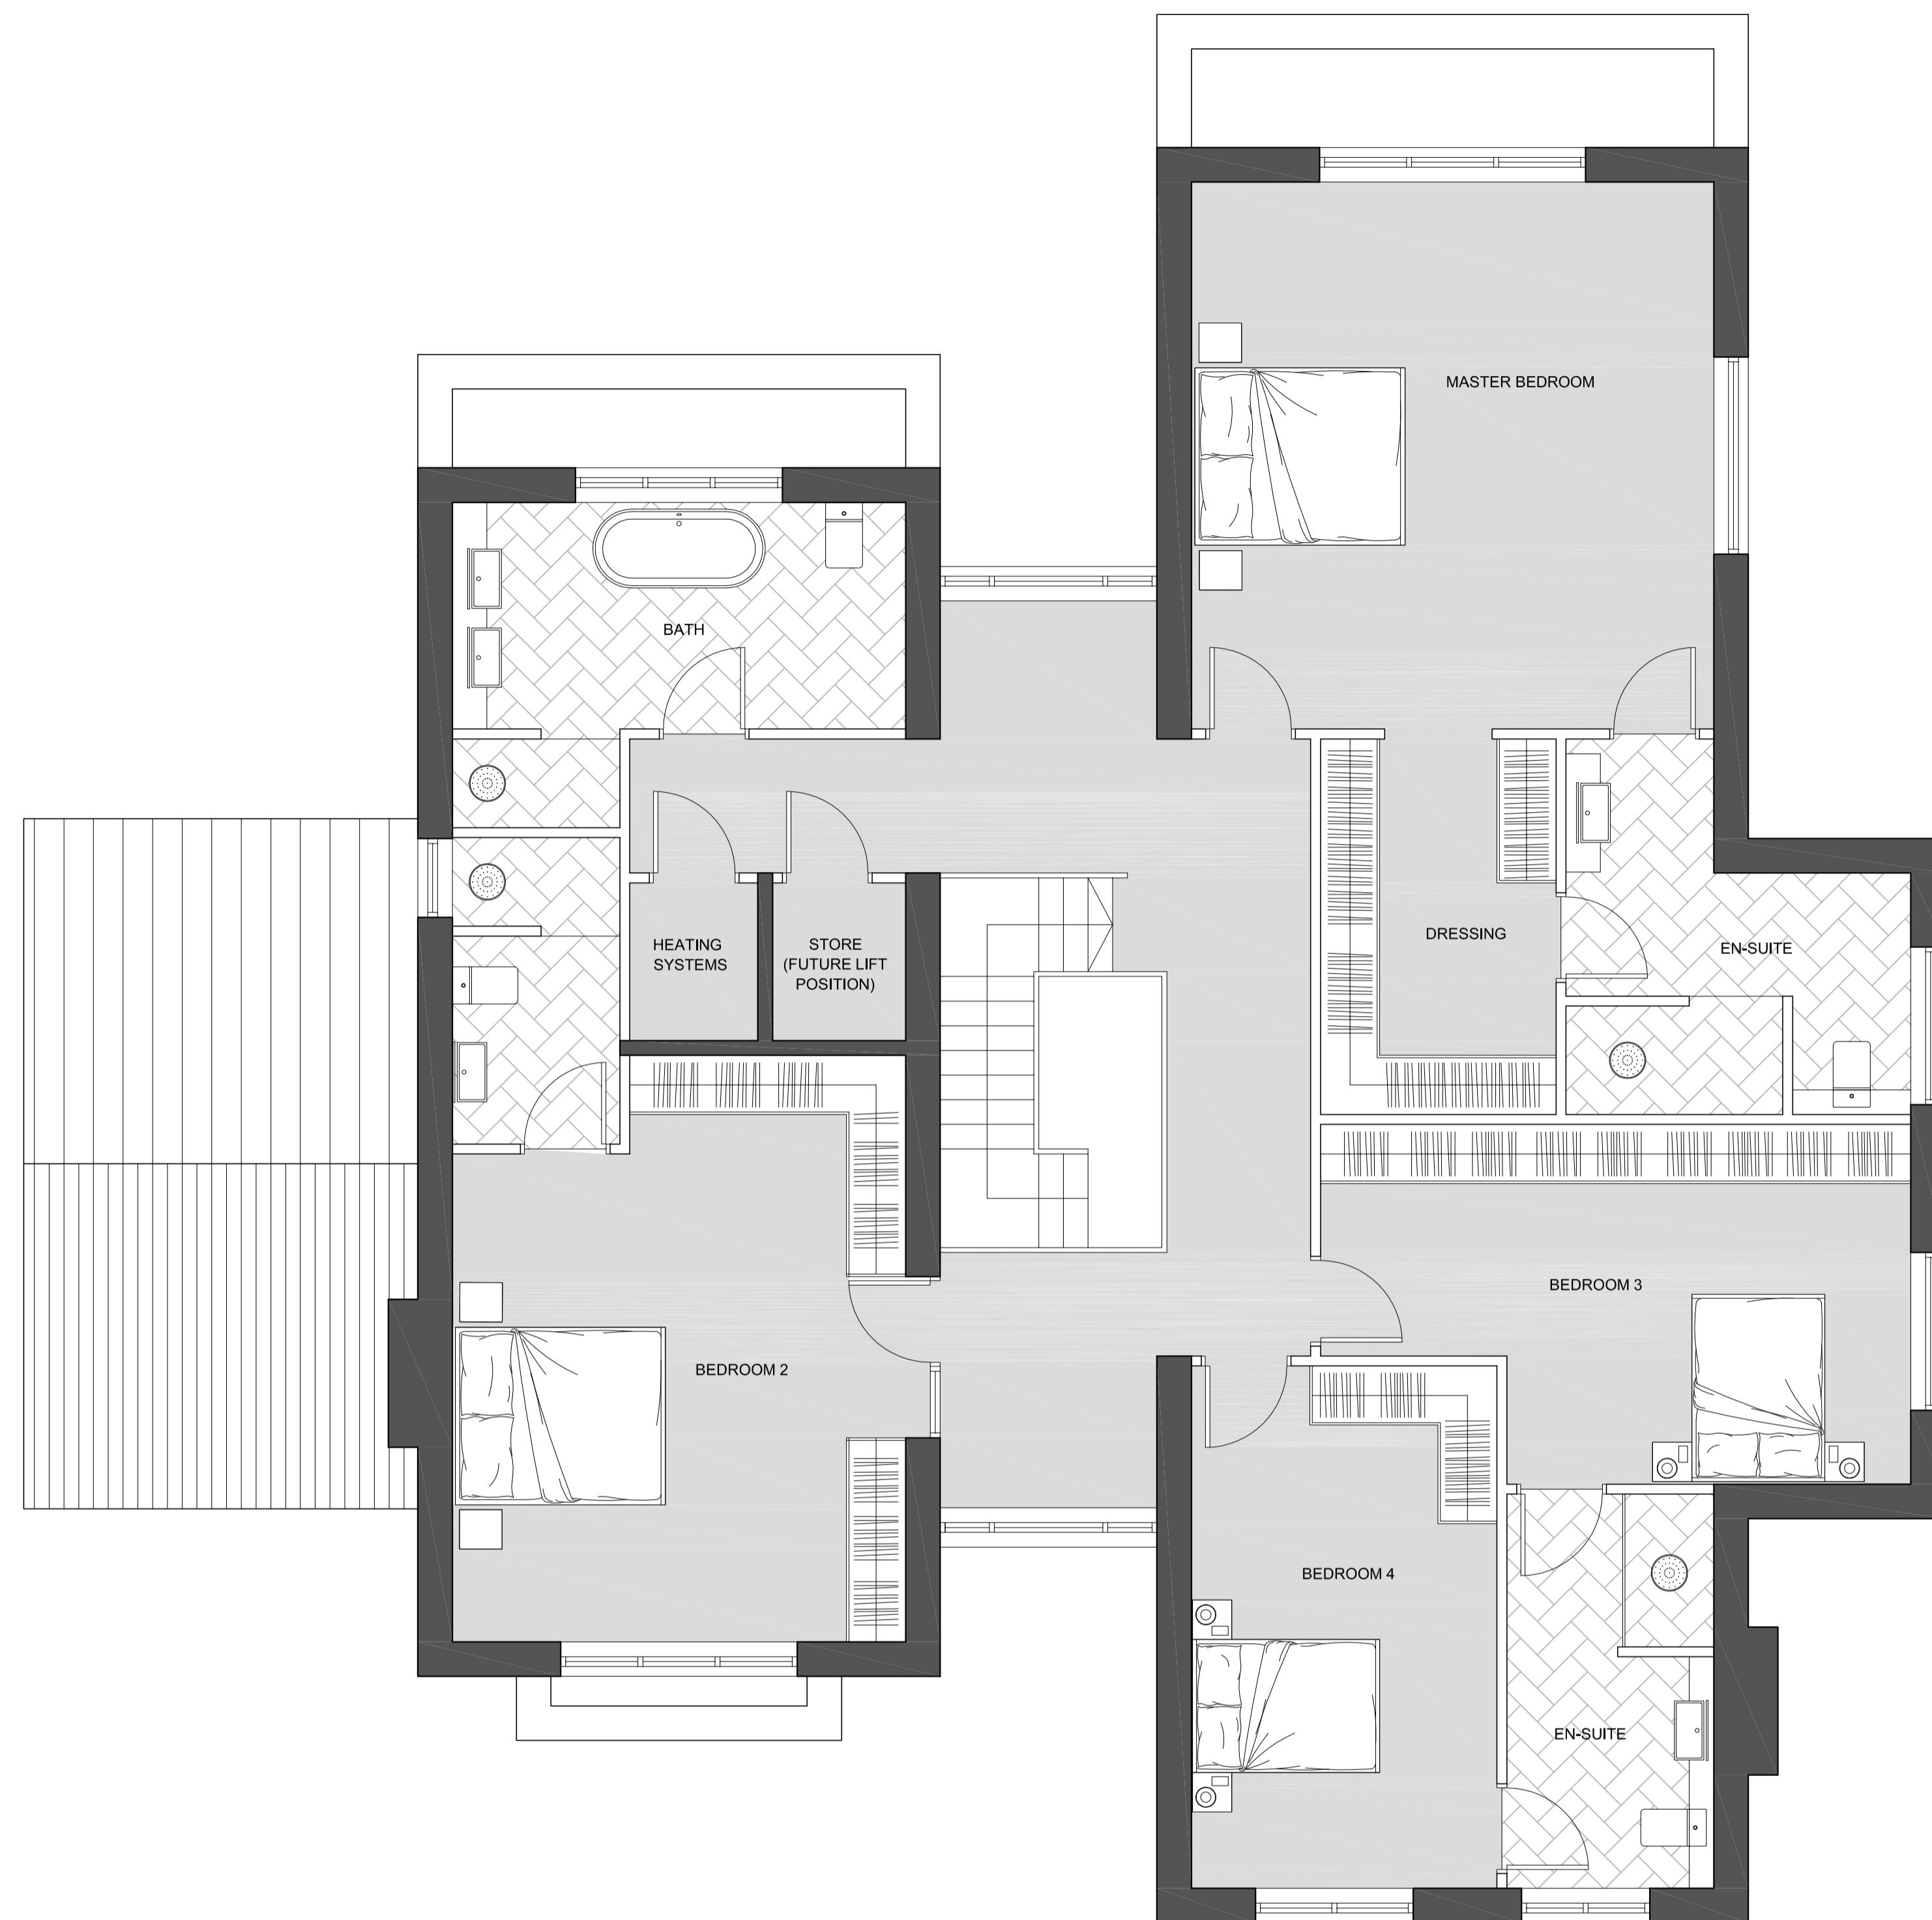 MASTER BEDROOM
BATH
DRESSING
EN-SUITE
HEATING
SYSTEMS
STORE
(FUTURE LIFT
POSITION)
BEDROOM 3
BEDROOM 2
BEDROOM 4
EN-SUITE